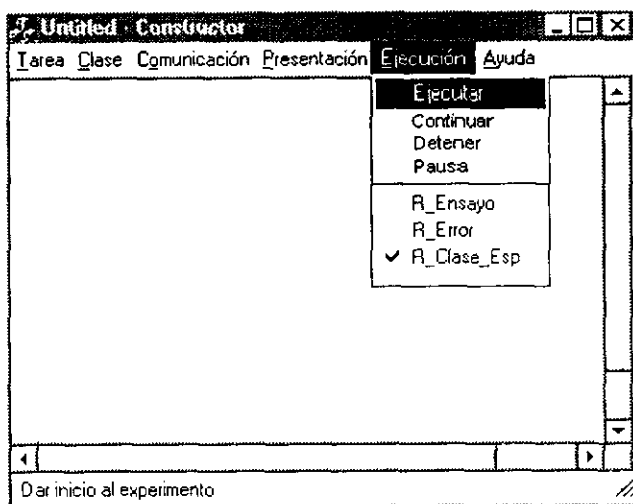 Untitled - Constructor
Tarea Clase Comunicación Presentación Ejecución Ayuda
Ejecutar
Continuar
Detener
Pausa
R_Ensayo
R_Error
R_Clase_Esp
Dar inicio al experimento